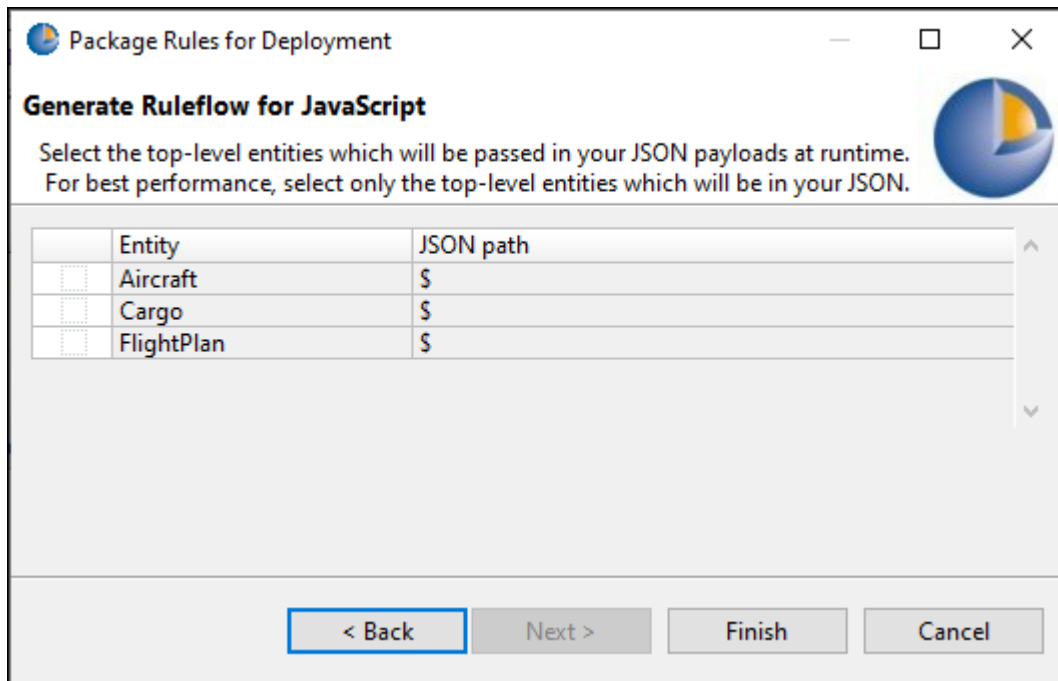 Package Rules for Deployment
Generate Ruleflow for JavaScript
Select the top-level entities which will be passed in your JSON payloads at runtime.
For best performance, select only the top-level entities which will be in your JSON.
Entity JSON path
Aircraft $
Cargo $
FlightPlan $
< Back Next > Finish Cancel